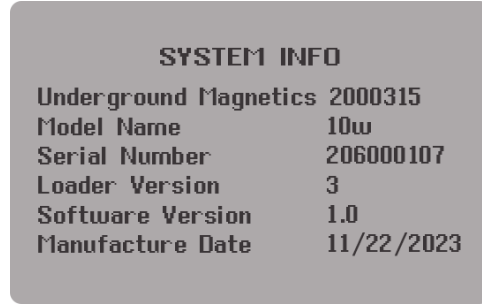 SYSTEM INFO
Underground Magnetics 2000315
Model Name 10w
Serial Number 206000107
Loader Version 3
Software Version 1.0
Manufacture Date 11/22/2023